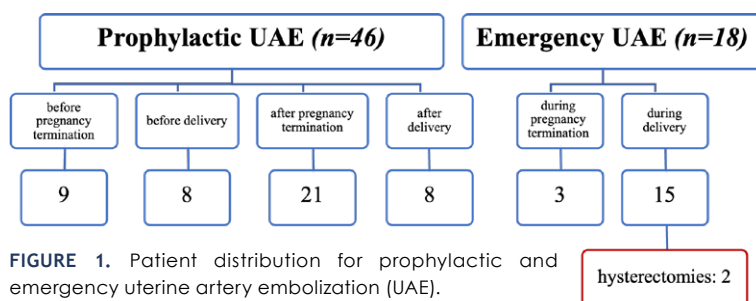 Prophylactic UAE (n=46)
Emergency UAE (n=18)
before
pregnancy
termination
before delivery
after pregnancy
termination
after
delivery
during
pregnancy
termination
during
delivery
9
8
21
8
3
15
FIGURE 1. Patient distribution for prophylactic and
emergency uterine artery embolization (UAE).
hysterectomies: 2